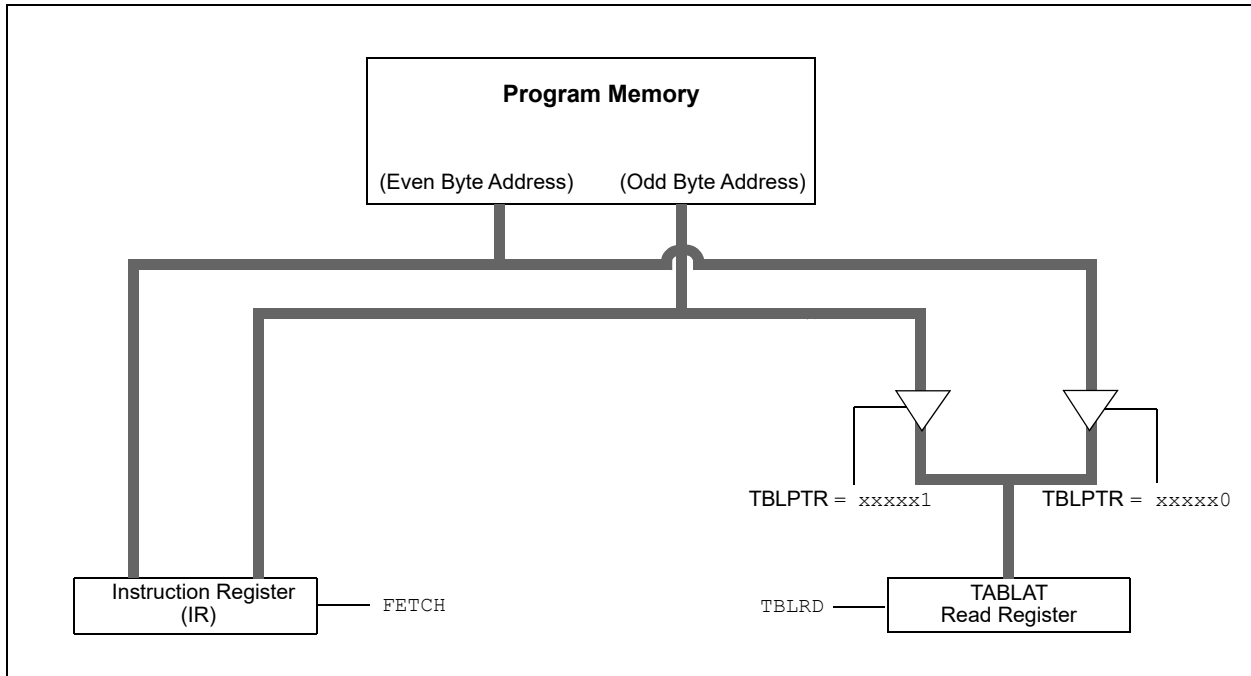 Program Memory
(Even Byte Address) (Odd Byte Address)
TBLPTR = xxxxx1 TBLPTR = xxxxx0
Instruction Register
(IR)
FETCH
TBLRD
TABLAT
Read Register